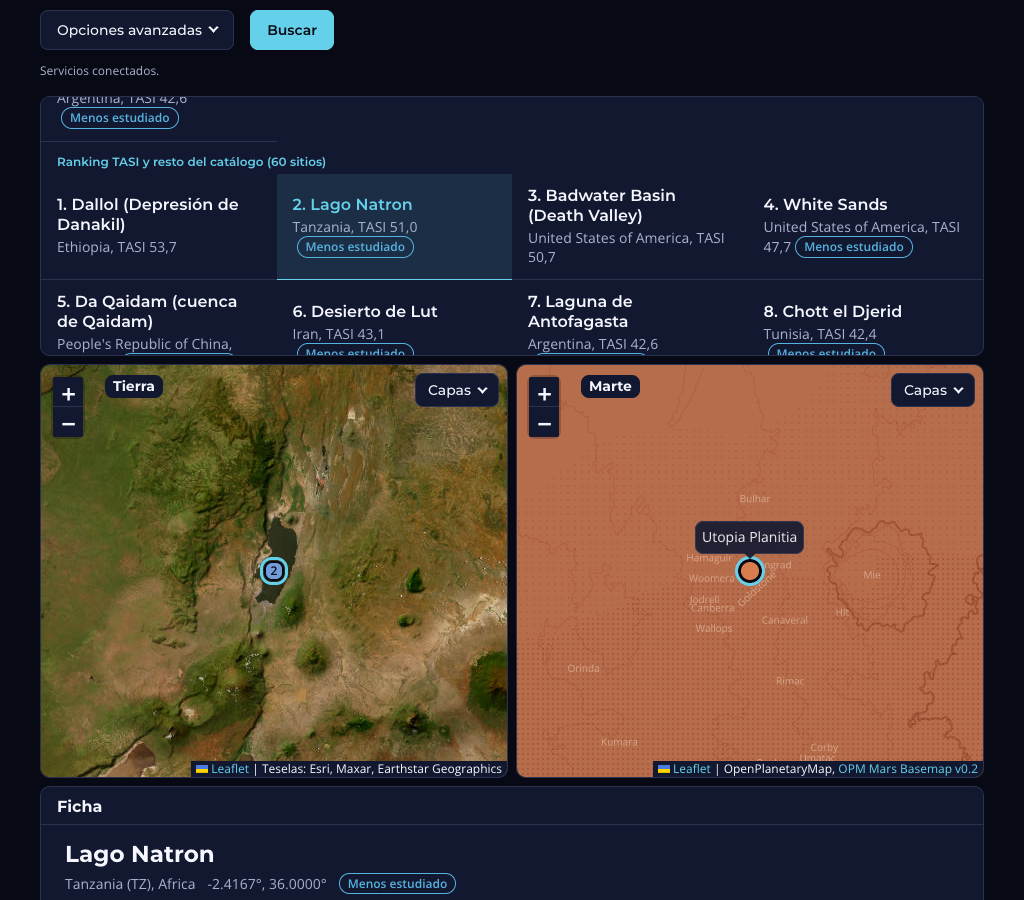 Opciones avanzadas
Buscar
Servicios conectados.
Argentina, TASI 42,6
Menos estudiado
Ranking TASI y resto del catálogo (60 sitios)
1. Dallol (Depresión de
Danakil)
Ethiopia, TASI 53,7
2. Lago Natron
Tanzania, TASI 51,0
Menos estudiado
3. Badwater Basin
(Death Valley)
United States of America, TASI
50,7
4. White Sands
United States of America, TASI
47,7 Menos estudiado
5. Da Qaidam (cuenca
de Qaidam)
People's Republic of China,
6. Desierto de Lut
Iran, TASI 43,1
Menos estudiado
7. Laguna de
Antofagasta
Argentina, TASI 42,6
8. Chott el Djerid
Tunisia, TASI 42,4
Menos estudiado
+
−
Tierra
Capas
2
Leaflet | Teselas: Esri, Maxar, Earthstar Geographics
+
−
Marte
Capas
Bulhar
Utopia Planitia
Hamaguir
Woomera
Mie
Jodrell
Goldstone
Canberra
Hit
Wallops
Canaveral
Orinda
Rimac
Kumara
Corby
Leaflet | OpenPlanetaryMap, OPM Mars Basemap v0.2
Ficha
Lago Natron
Tanzania (TZ), Africa -2.4167°, 36.0000° Menos estudiado